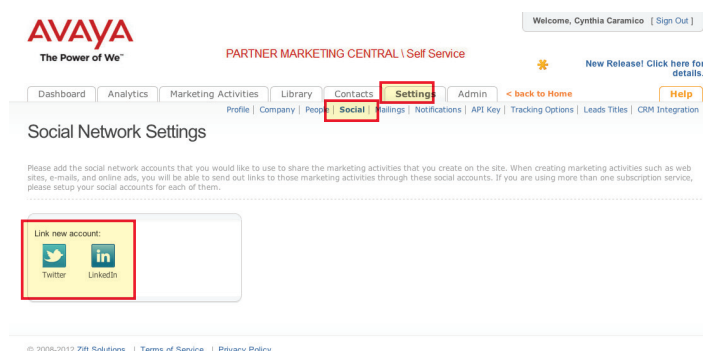 Welcome, Cynthia Caramico [ Sign Out ]
AVAYA
The Power of We™
PARTNER MARKETING CENTRAL \ Self Service
New Release! Click here for
details.
Dashboard Analytics Marketing Activities Library Contacts Settings Admin < back to Home Help
Profile | Company | People | Social | Mailings | Notifications | API Key | Tracking Options | Leads Titles | CRM Integration
Social Network Settings
Please add the social network accounts that you would like to use to share the marketing activities that you create on the site. When creating marketing activities such as web
sites, e-mails, and online ads, you will be able to send out links to those marketing activities through these social accounts. If you are using more than one subscription service,
please setup your social accounts for each of them.
Link new account:
in
Twitter LinkedIn
© 2008-2012 Zift Solutions | Terms of Service | Privacy Policy